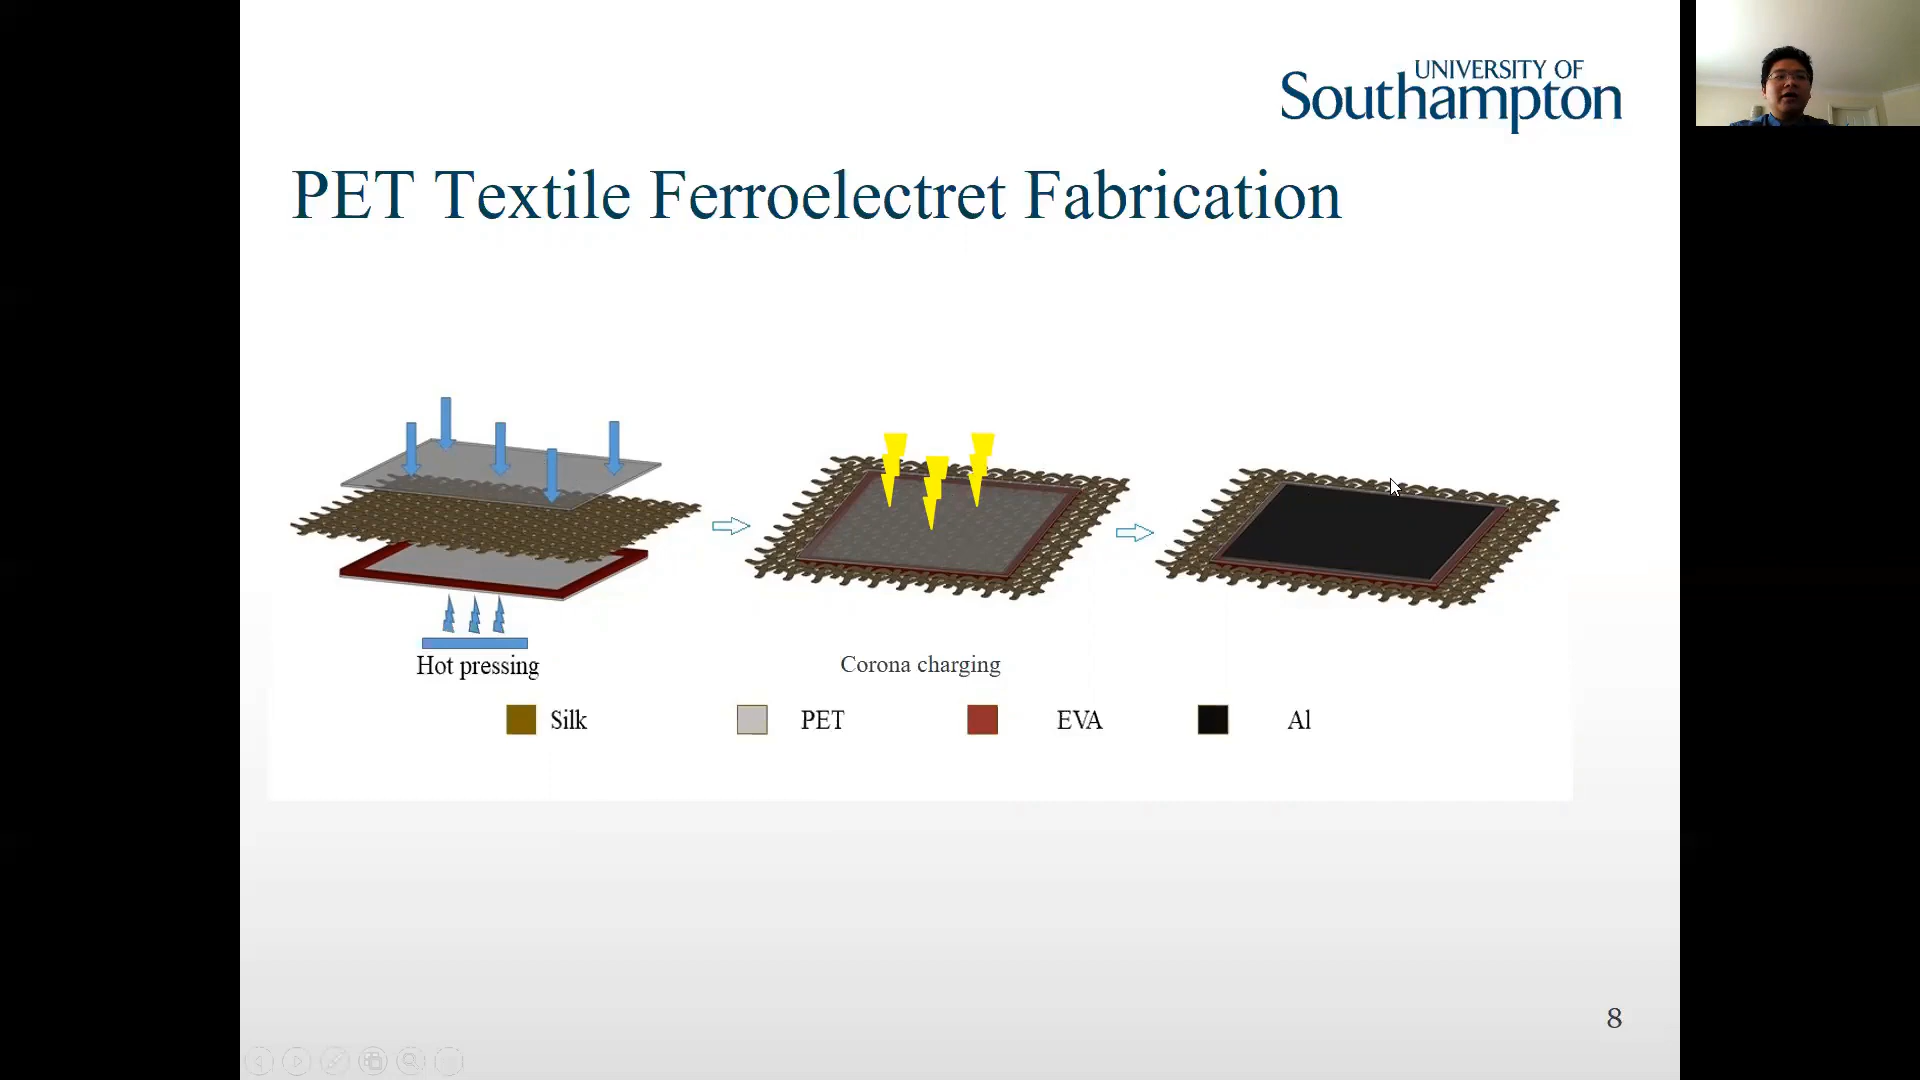 UNIVERSITY OF
Southampton
PET Textile Ferroelectret Fabrication
Hot pressing
Corona charging
Silk
PET
EVA
Al
8